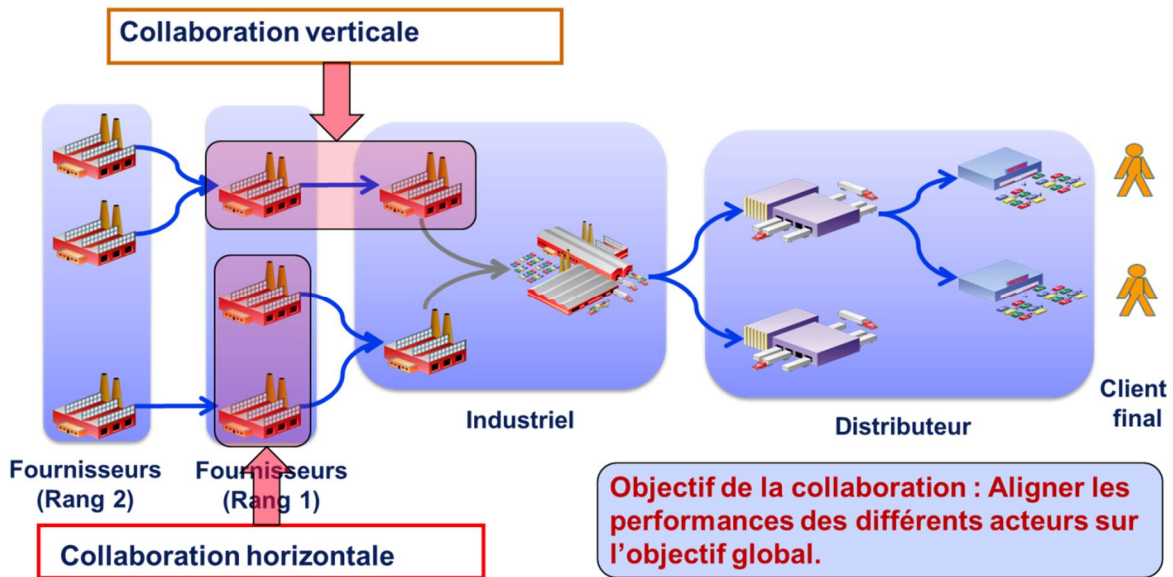 Collaboration verticale
Industriel
Distributeur
Client
final
Fournisseurs
(Rang 2)
Fournisseurs
(Rang 1)
Collaboration horizontale
Objectif de la collaboration : Aligner les
performances des différents acteurs sur
l’objectif global.